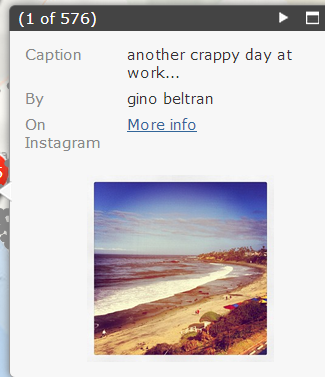 (1 of 576)
Caption another crappy day at
work...
By gino beltran
On More info
Instagram